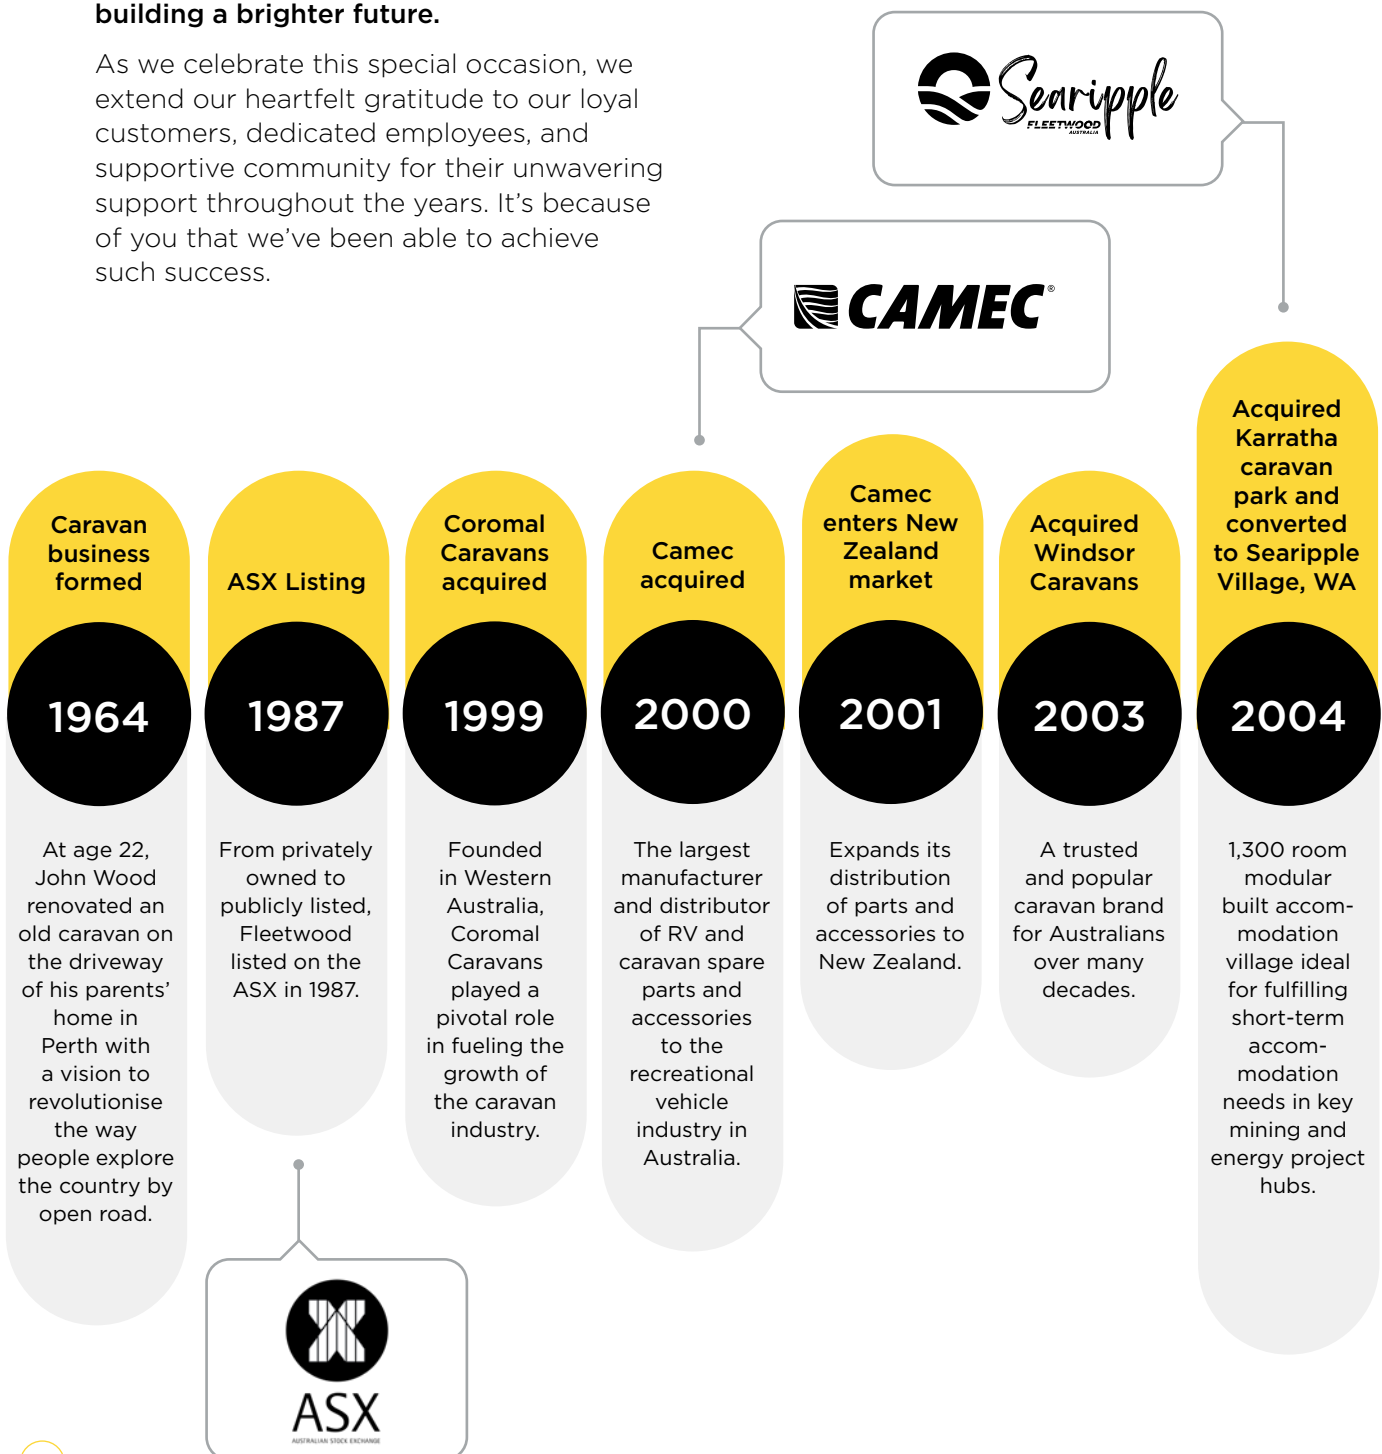 building a brighter future.
As we celebrate this special occasion, we
extend our heartfelt gratitude to our loyal
customers, dedicated employees, and
supportive community for their unwavering
support throughout the years. It’s because
of you that we’ve been able to achieve
such success.
Searipple
FLEETWOOD
AUSTRALIA
CAMEC®
Caravan
business
formed
1964
At age 22,
John Wood
renovated an
old caravan on
the driveway
of his parents’
home in
Perth with
a vision to
revolutionise
the way
people explore
the country by
open road.
ASX Listing
1987
From privately
owned to
publicly listed,
Fleetwood
listed on the
ASX in 1987.
ASX
AUSTRALIAN STOCK EXCHANGE
Coromal
Caravans
acquired
1999
Founded
in Western
Australia,
Coromal
Caravans
played a
pivotal role
in fueling the
growth of
the caravan
industry.
Camec
acquired
2000
The largest
manufacturer
and distributor
of RV and
caravan spare
parts and
accessories
to the
recreational
vehicle
industry in
Australia.
Camec
enters New
Zealand
market
2001
Expands its
distribution
of parts and
accessories to
New Zealand.
Acquired
Windsor
Caravans
2003
A trusted
and popular
caravan brand
for Australians
over many
decades.
Acquired
Karratha
caravan
park and
converted
to Searipple
Village, WA
2004
1,300 room
modular
built accom-
modation
village ideal
for fulfilling
short-term
accom-
modation
needs in key
mining and
energy project
hubs.